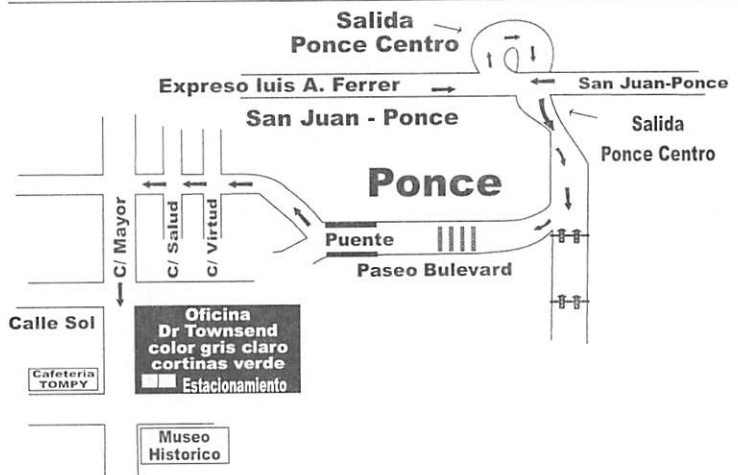 Salida
Ponce Centro
Expreso luis A. Ferrer
San Juan-Ponce
San Juan - Ponce
Salida
Ponce Centro
Ponce
C/ Mayor
C/ Salud
C/ Virtud
Puente
Paseo Bulevard
Calle Sol
Oficina
Dr Townsend
color gris claro
cortinas verde
Estacionamiento
Cafeteria
TOMPY
Museo
Historico